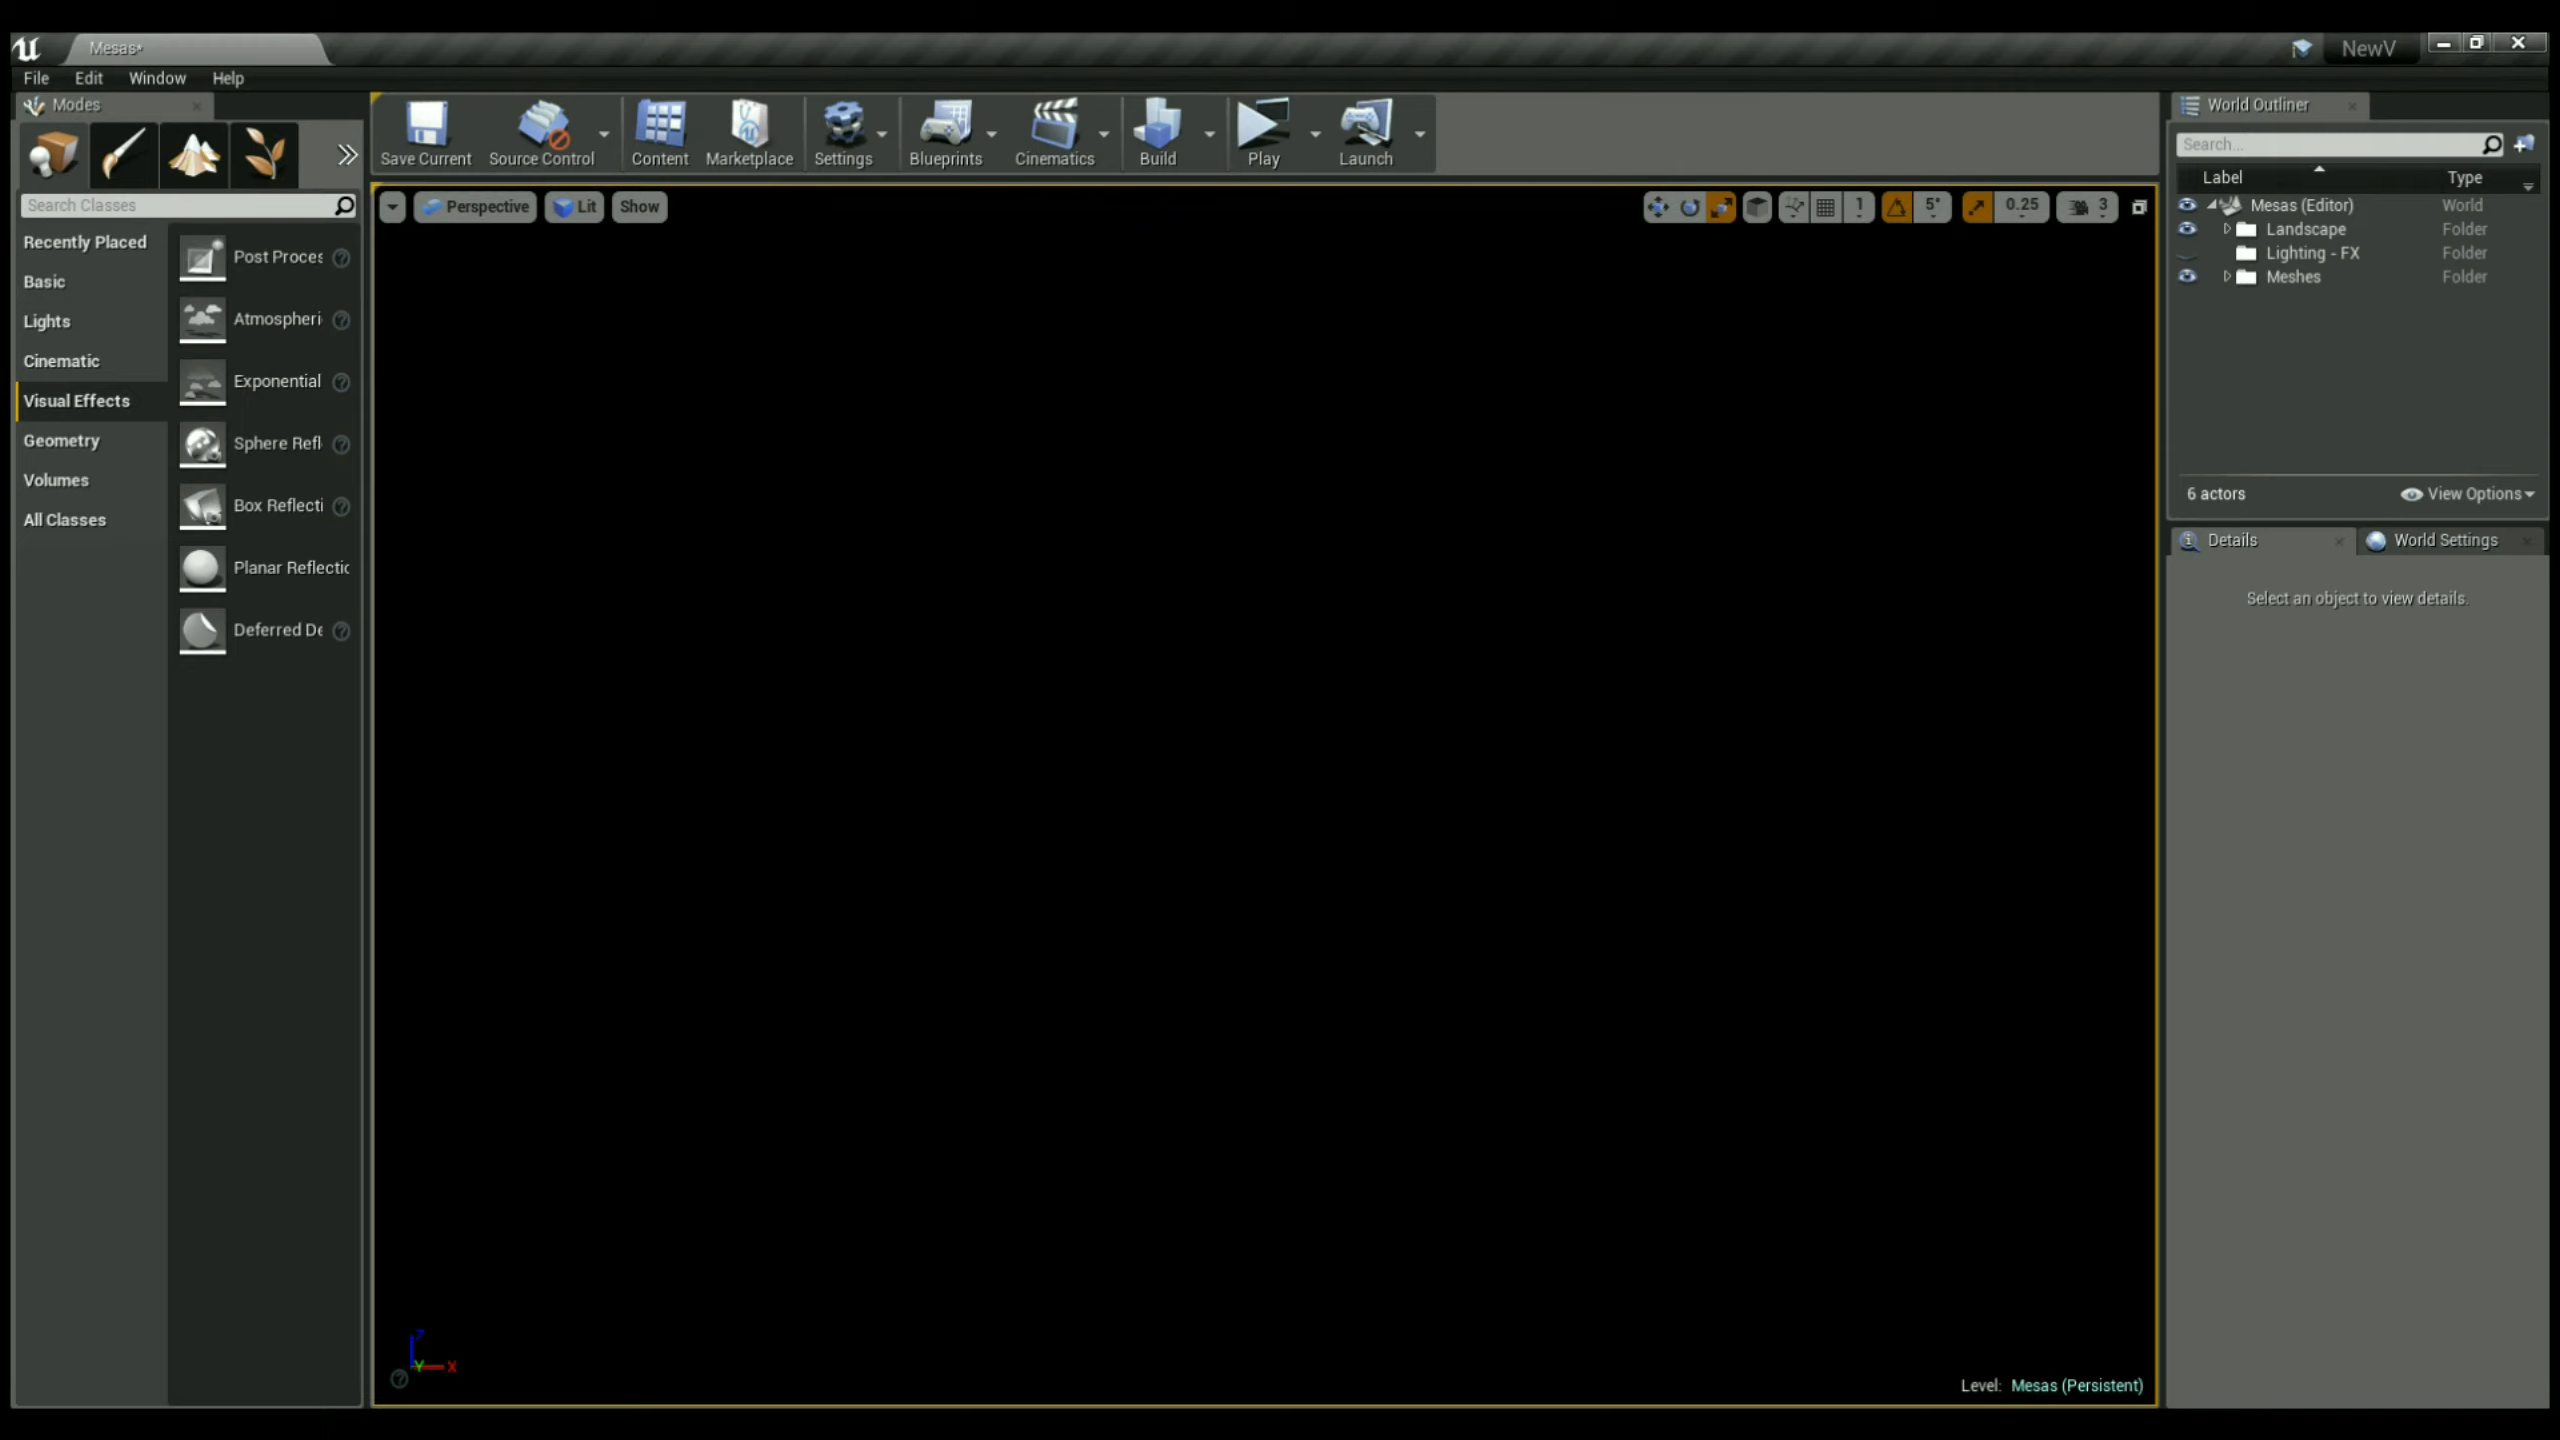 Mesas*
NewV
File Edit Window Help
Modes
Save Current
Source Control
Content
Marketplace
Settings
Blueprints
Cinematics
Build
Play
Launch
World Outliner
Search...
Label Type
Mesas (Editor) World
Landscape Folder
Lighting - FX Folder
Meshes Folder
6 actors
View Options
Details
World Settings
Select an object to view details.
Search Classes
Recently Placed
Basic
Lights
Cinematic
Visual Effects
Geometry
Volumes
All Classes
Post Proces
Atmospheri
Exponential
Sphere Refl
Box Reflecti
Planar Reflectic
Deferred De
Perspective
Lit
Show
1
5°
0.25
3
Z
Y
X
Level: Mesas (Persistent)